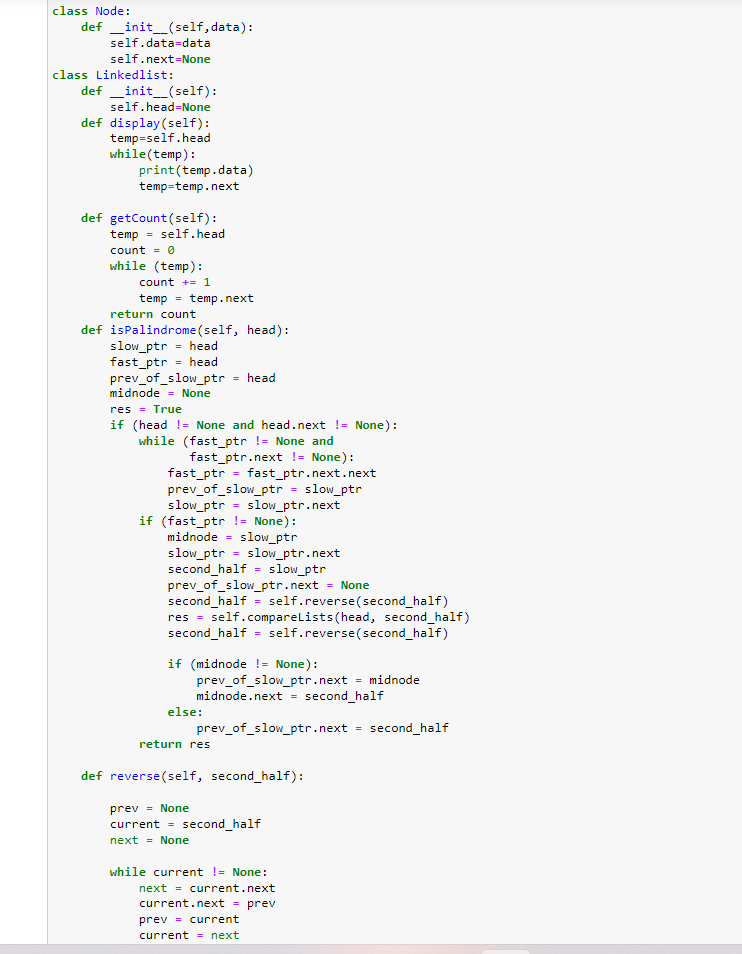 class Node:
    def __init__(self,data):
        self.data=data
        self.next=None
class Linkedlist:
    def __init__(self):
        self.head=None
    def display(self):
        temp=self.head
        while(temp):
            print(temp.data)
            temp=temp.next

    def getCount(self):
        temp = self.head
        count = 0
        while (temp):
            count += 1
            temp = temp.next
        return count
    def isPalindrome(self, head):
        slow_ptr = head
        fast_ptr = head
        prev_of_slow_ptr = head
        midnode = None
        res = True
        if (head != None and head.next != None):
            while (fast_ptr != None and
                   fast_ptr.next != None):
                fast_ptr = fast_ptr.next.next
                prev_of_slow_ptr = slow_ptr
                slow_ptr = slow_ptr.next
            if (fast_ptr != None):
                midnode = slow_ptr
                slow_ptr = slow_ptr.next
                second_half = slow_ptr
                prev_of_slow_ptr.next = None
                second_half = self.reverse(second_half)
                res = self.compareLists(head, second_half)
                second_half = self.reverse(second_half)

                if (midnode != None):
                    prev_of_slow_ptr.next = midnode
                    midnode.next = second_half
                else:
                    prev_of_slow_ptr.next = second_half
            return res

    def reverse(self, second_half):

        prev = None
        current = second_half
        next = None

        while current != None:
            next = current.next
            current.next = prev
            prev = current
            current = next